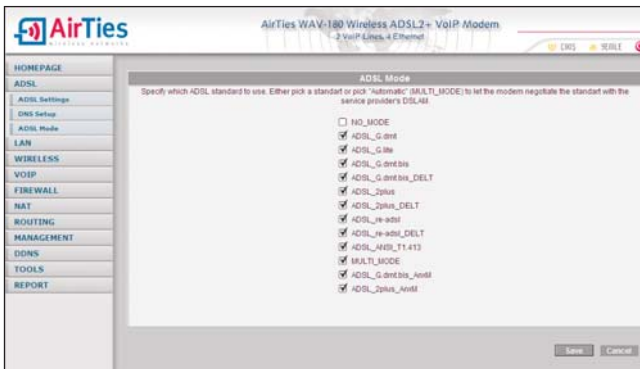 AirTies
wireless networks
AirTies WAV-180 Wireless ADSL2+ VoIP Modem
2 VoIP Lines, 4 Ethernet
HOMEPAGE
ADSL
ADSL Settings
DNS Setup
ADSL Mode
LAN
WIRELESS
VOIP
FIREWALL
NAT
ROUTING
MANAGEMENT
DDNS
TOOLS
REPORT
ADSL Mode
Specify which ADSL standard to use. Either pick a standart or pick "Automatic" (MULTI_MODE) to let the modem negotiate the standart with the
service provider's DSLAM.
NO_MODE
ADSL_G.dmt
ADSL_G.lite
ADSL_G.dmt.bis
ADSL_G.dmt.bis_DELT
ADSL_2plus
ADSL_2plus_DELT
ADSL_re-adsl
ADSL_re-adsl_DELT
ADSL_ANSI_T1.413
MULTI_MODE
ADSL_G.dmt.bis_AnxM
ADSL_2plus_AnxM
Save Cancel